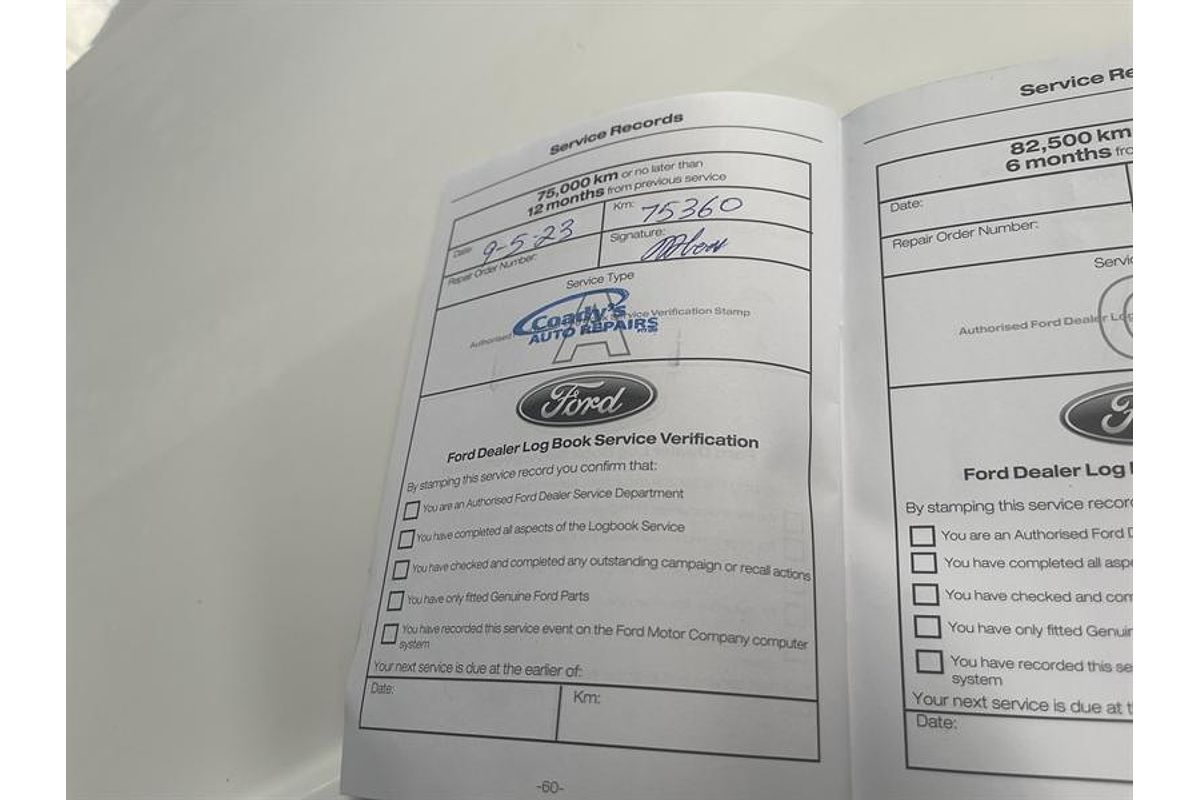 Service Records
75,000 km or no later than
12 months from previous service
Date: 9-5-23
Km: 75360
Repair Order Number:
Signature:
Service Type
A
Authorised Service Verification Stamp
Coady's
AUTO REPAIRS
Ford
Ford Dealer Log Book Service Verification
By stamping this service record you confirm that:
You are an Authorised Ford Dealer Service Department
You have completed all aspects of the Logbook Service
You have checked and completed any outstanding campaign or recall actions
You have only fitted Genuine Ford Parts
You have recorded this service event on the Ford Motor Company computer
system
Your next service is due at the earlier of:
Date:
Km:
-60-
Service Re
82,500 km
6 months fro
Date:
Repair Order Number:
Servic
Authorised Ford Dealer Log
F
Ford Dealer Log
By stamping this service recor
You are an Authorised Ford D
You have completed all aspe
You have checked and com
You have only fitted Genuin
You have recorded this se
system
Your next service is due at t
Date: